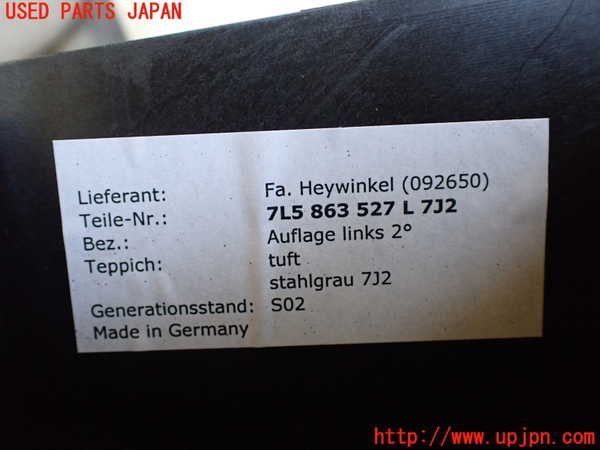 USED PARTS JAPAN
Lieferant: Fa. Heywinkel (092650)
Teile-Nr.: 7L5 863 527 L 7J2
Bez.: Auflage links 2°
Teppich: tuft
stahlgrau 7J2
Generationsstand: S02
Made in Germany
http://www.upjpn.com/